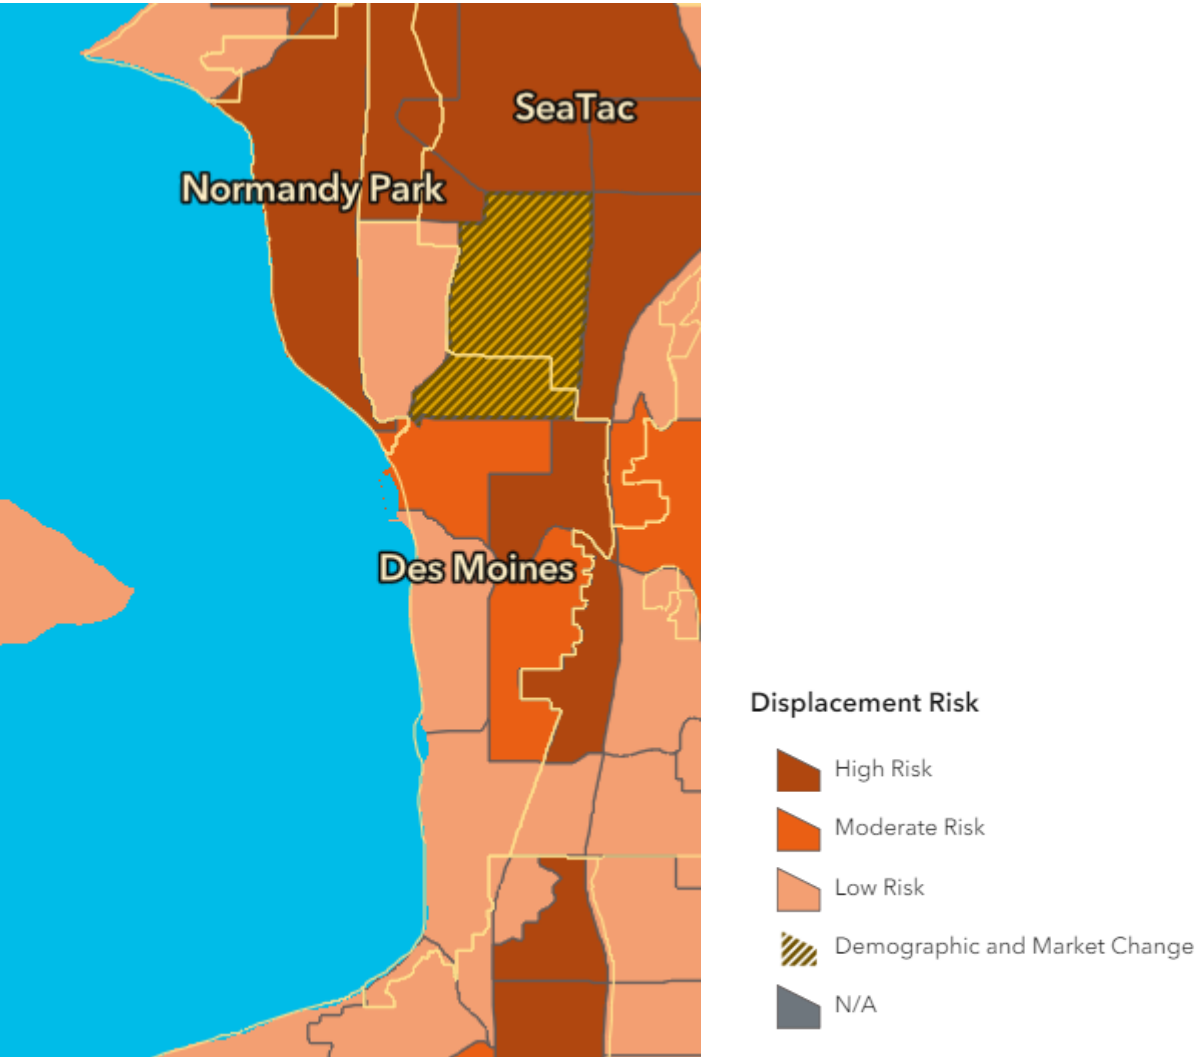 SeaTac
Normandy Park
Des Moines
Displacement Risk
High Risk
Moderate Risk
Low Risk
Demographic and Market Change
N/A